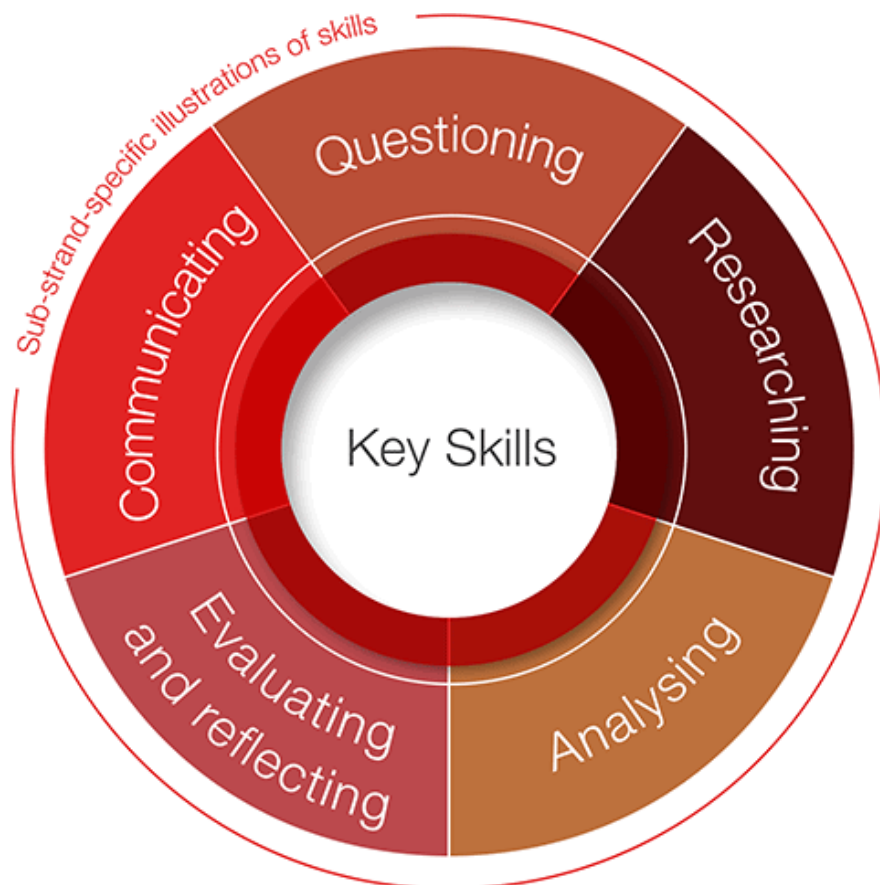 Sub-strand-specific illustrations of skills
Questioning
Researching
Analysing
Evaluating
and reflecting
Communicating
Key Skills